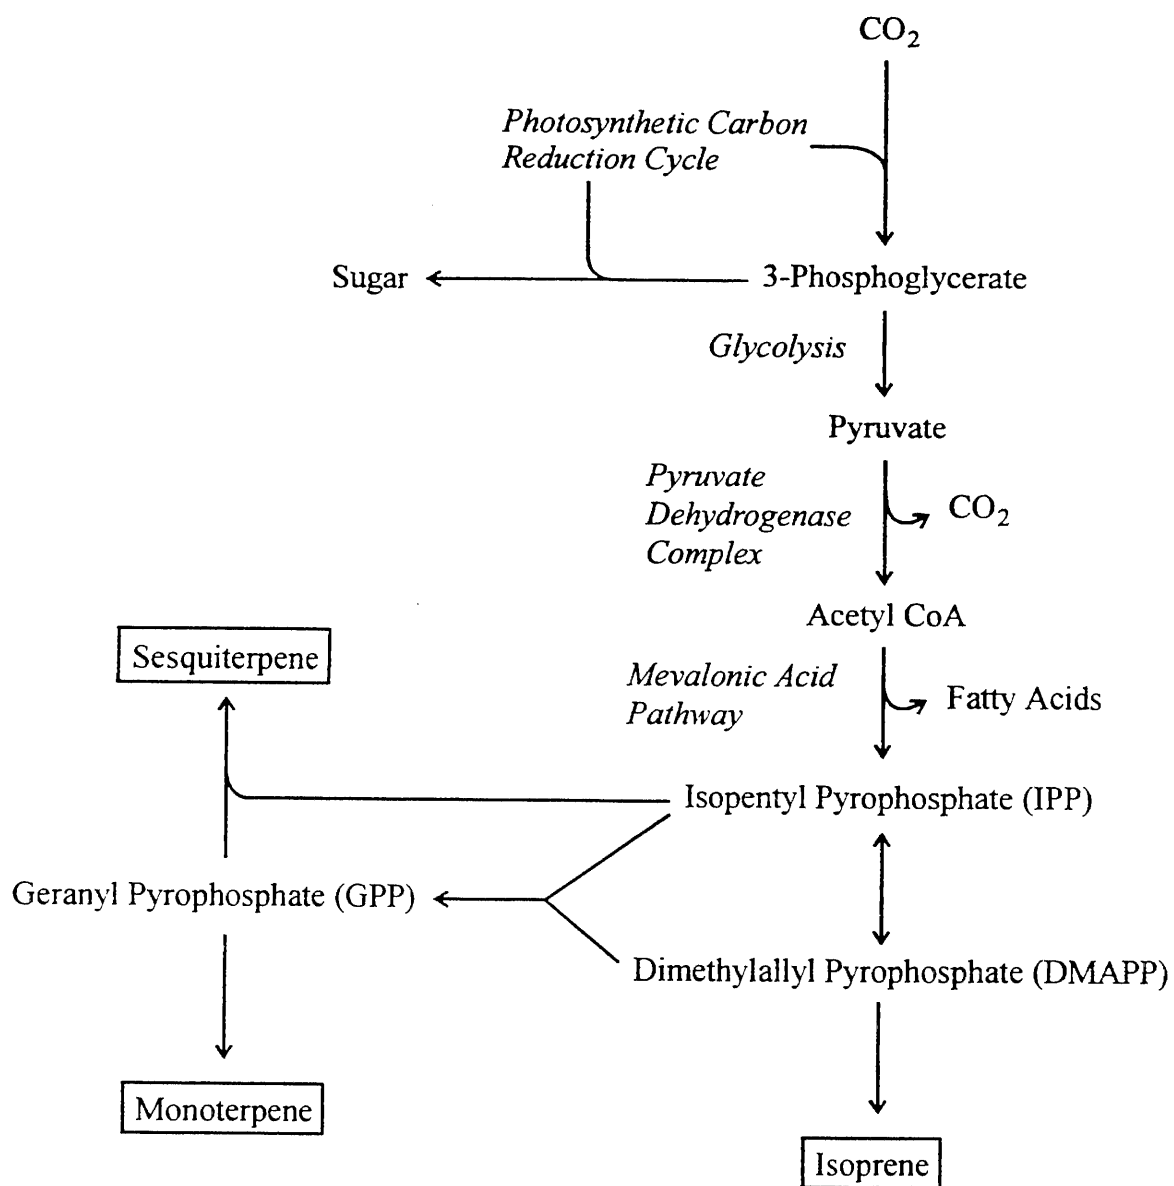 CO2
Photosynthetic Carbon
Reduction Cycle
Sugar
3-Phosphoglycerate
Glycolysis
Pyruvate
Pyruvate
Dehydrogenase
Complex
CO2
Acetyl CoA
Sesquiterpene
Mevalonic Acid
Pathway
Fatty Acids
Isopentyl Pyrophosphate (IPP)
Geranyl Pyrophosphate (GPP)
Dimethylallyl Pyrophosphate (DMAPP)
Monoterpene
Isoprene